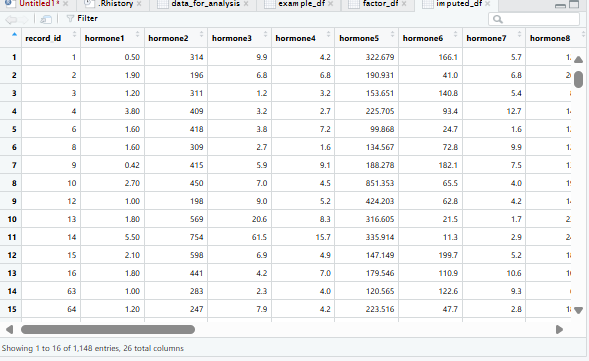 Untitled1* .Rhistory data_for_analysis example_df factor_df imputed_df
Filter
record_id hormone1 hormone2 hormone3 hormone4 hormone5 hormone6 hormone7 hormone8
1 1 0.50 314 9.9 4.2 322.679 166.1 5.7
2 2 1.90 196 6.8 6.8 190.931 41.0 6.8
3 3 1.20 311 1.2 3.2 153.651 140.8 5.4
4 4 3.80 409 3.2 2.7 225.705 93.4 12.7
5 6 1.60 418 3.8 7.2 99.868 24.7 1.6
6 8 1.60 309 2.7 1.6 134.567 72.8 9.9
7 9 0.42 415 5.9 9.1 188.278 182.1 7.5
8 10 2.70 450 7.0 4.5 851.353 65.5 4.0
9 12 1.00 198 9.0 5.2 424.203 62.8 4.2
10 13 1.80 569 20.6 8.3 316.605 21.5 1.7
11 14 5.50 754 61.5 15.7 335.914 11.3 2.9
12 15 2.10 598 6.9 4.9 147.149 199.7 5.2
13 16 1.80 441 4.2 7.0 179.546 110.9 10.6
14 63 1.00 283 2.3 4.0 120.565 122.6 9.3
15 64 1.20 247 7.9 4.2 223.516 47.7 2.8
Showing 1 to 16 of 1,148 entries, 26 total columns